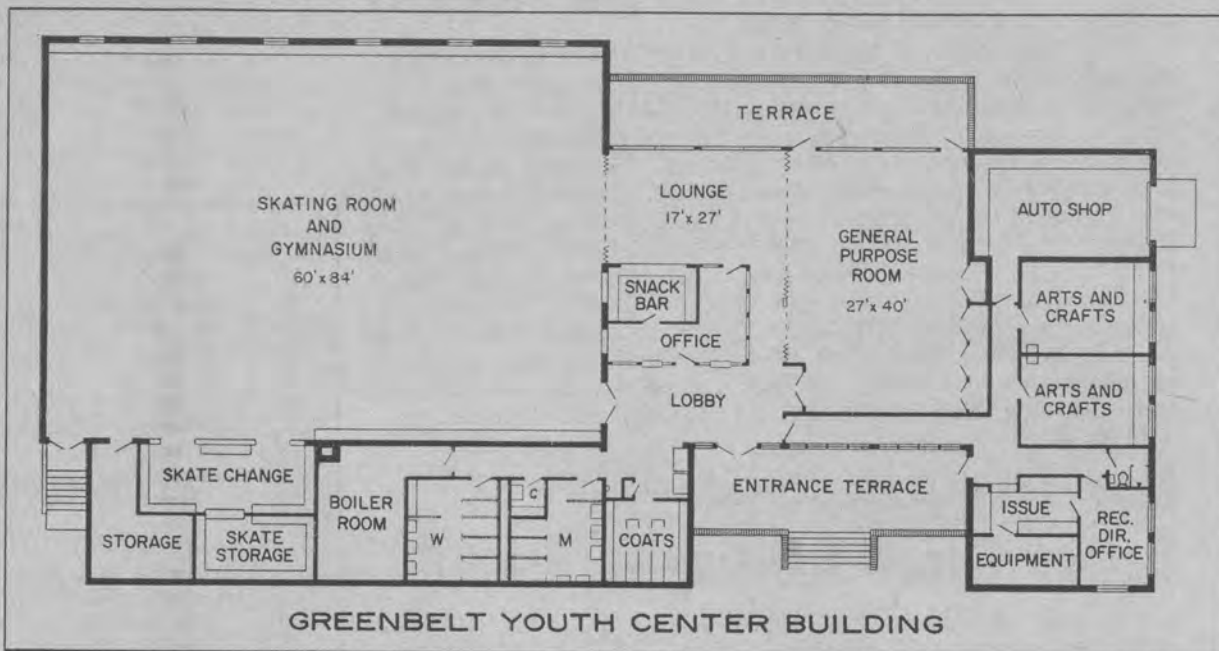 TERRACE
SKATING ROOM
AND
GYMNASIUM
60'x 84'
LOUNGE
17'x 27'
GENERAL
PURPOSE
ROOM
27'x 40'
AUTO SHOP
SNACK
BAR
OFFICE
ARTS AND
CRAFTS
LOBBY
ARTS AND
CRAFTS
SKATE CHANGE
BOILER
ROOM
STORAGE
SKATE
STORAGE
W
C
M
COATS
ENTRANCE TERRACE
ISSUE
EQUIPMENT
REC.
DIR.
OFFICE
GREENBELT YOUTH CENTER BUILDING